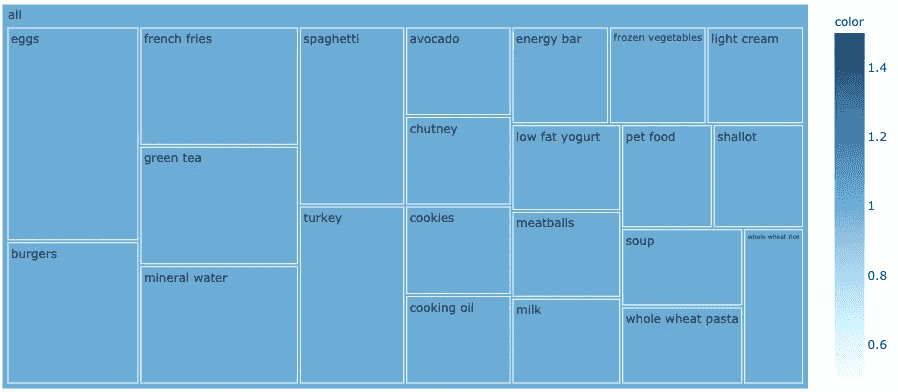 all
eggs
french fries
spaghetti
avocado
energy bar
frozen vegetables
light cream
chutney
low fat yogurt
pet food
shallot
green tea
turkey
cookies
meatballs
soup
whole wheat rice
burgers
mineral water
cooking oil
milk
whole wheat pasta
color
1.4
1.2
1
0.8
0.6